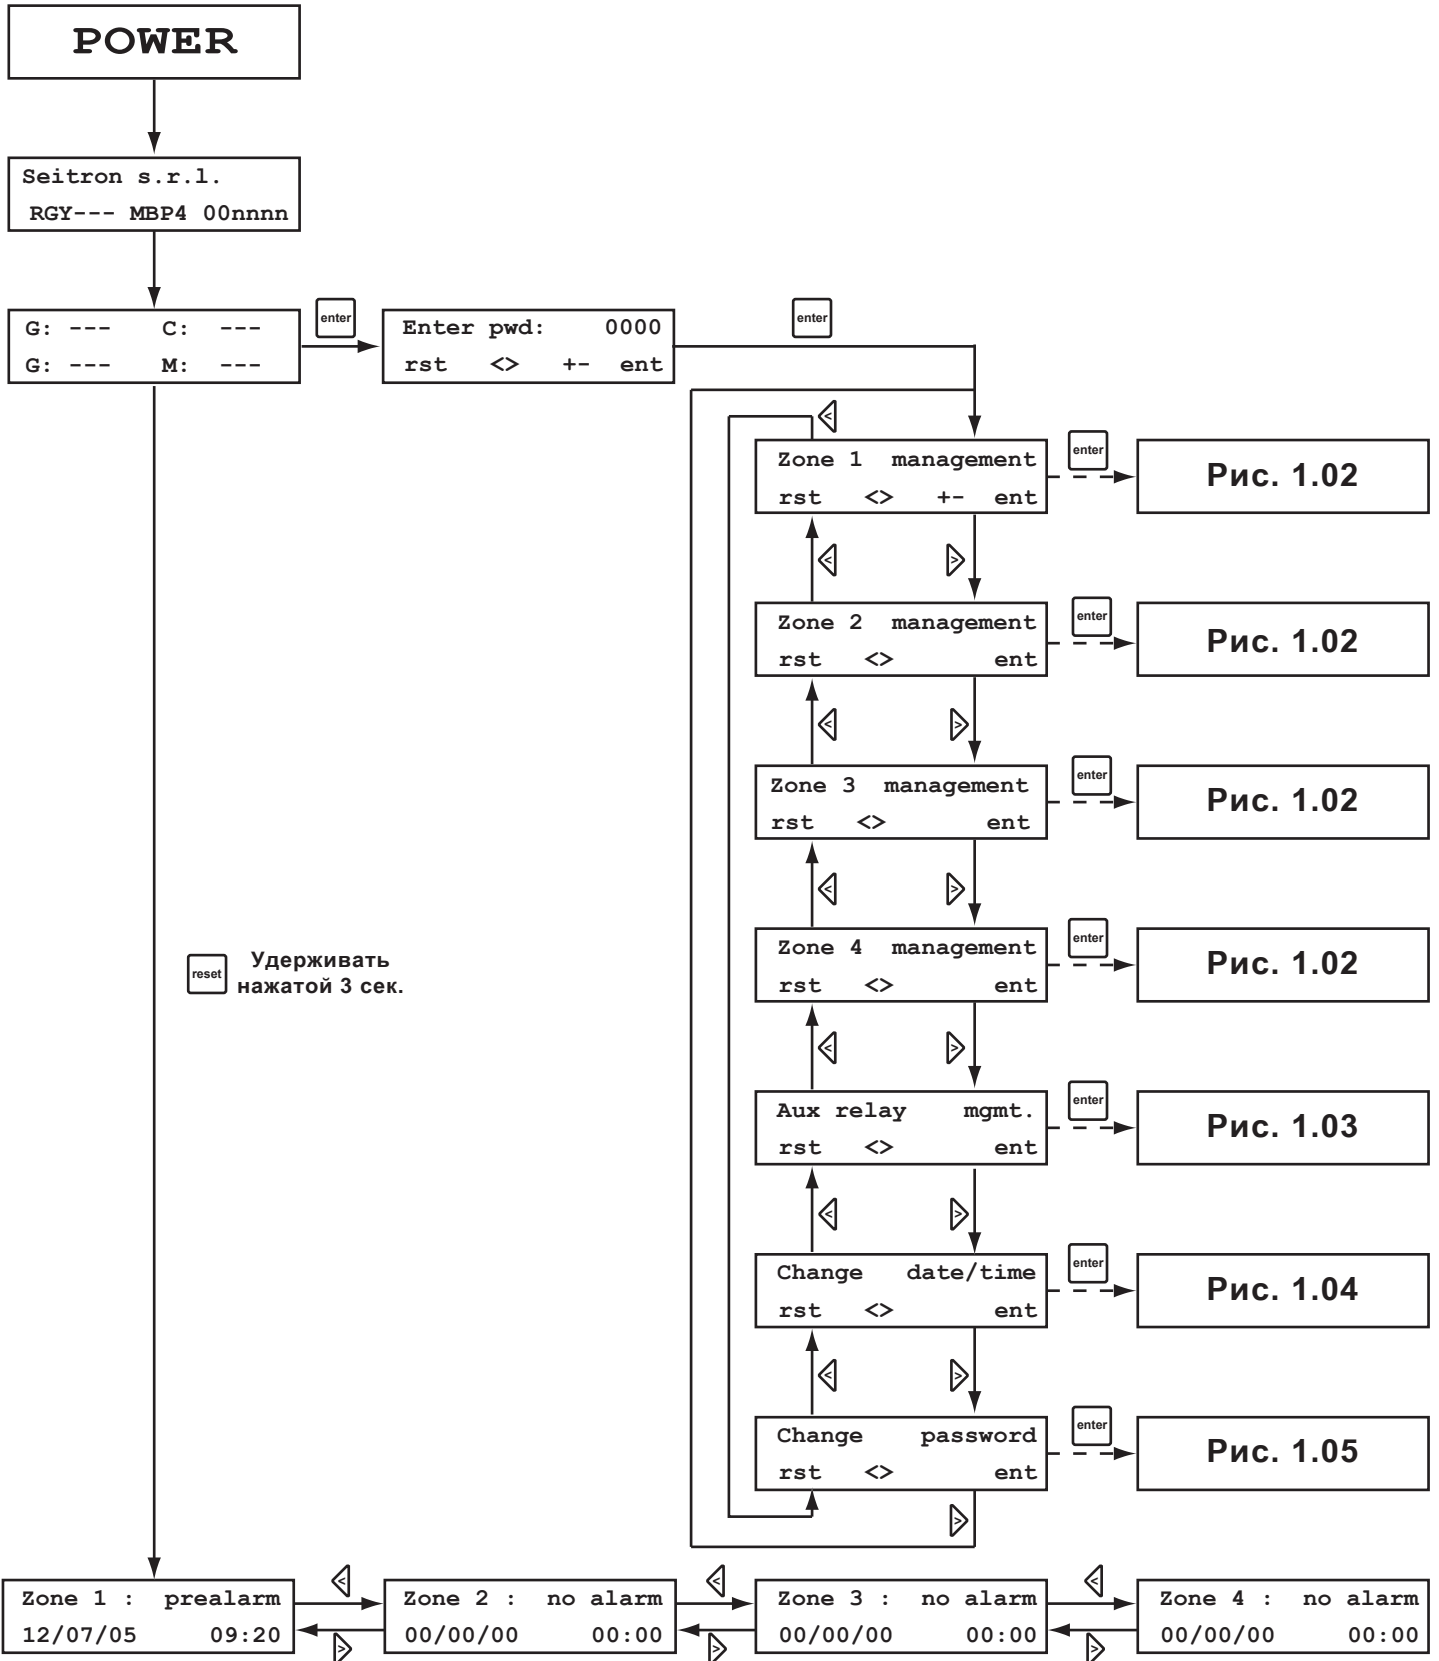 POWER
Seitron s.r.l.
RGY--- MBP4 00nnnn
G: --- C: ---
G: --- M: ---
enter
Enter pwd: 0000
rst <> +- ent
enter
<
Zone 1 management
rst <> +- ent
enter
Рис. 1.02
< >
Zone 2 management
rst <> ent
enter
Рис. 1.02
< >
Zone 3 management
rst <> ent
enter
Рис. 1.02
< >
Zone 4 management
rst <> ent
enter
Рис. 1.02
reset
Удерживать
нажатой 3 сек.
< >
Aux relay mgmt.
rst <> ent
enter
Рис. 1.03
< >
Change date/time
rst <> ent
enter
Рис. 1.04
< >
Change password
rst <> ent
enter
Рис. 1.05
>
Zone 1 : prealarm
12/07/05 09:20
<
>
Zone 2 : no alarm
00/00/00 00:00
<
>
Zone 3 : no alarm
00/00/00 00:00
<
>
Zone 4 : no alarm
00/00/00 00:00